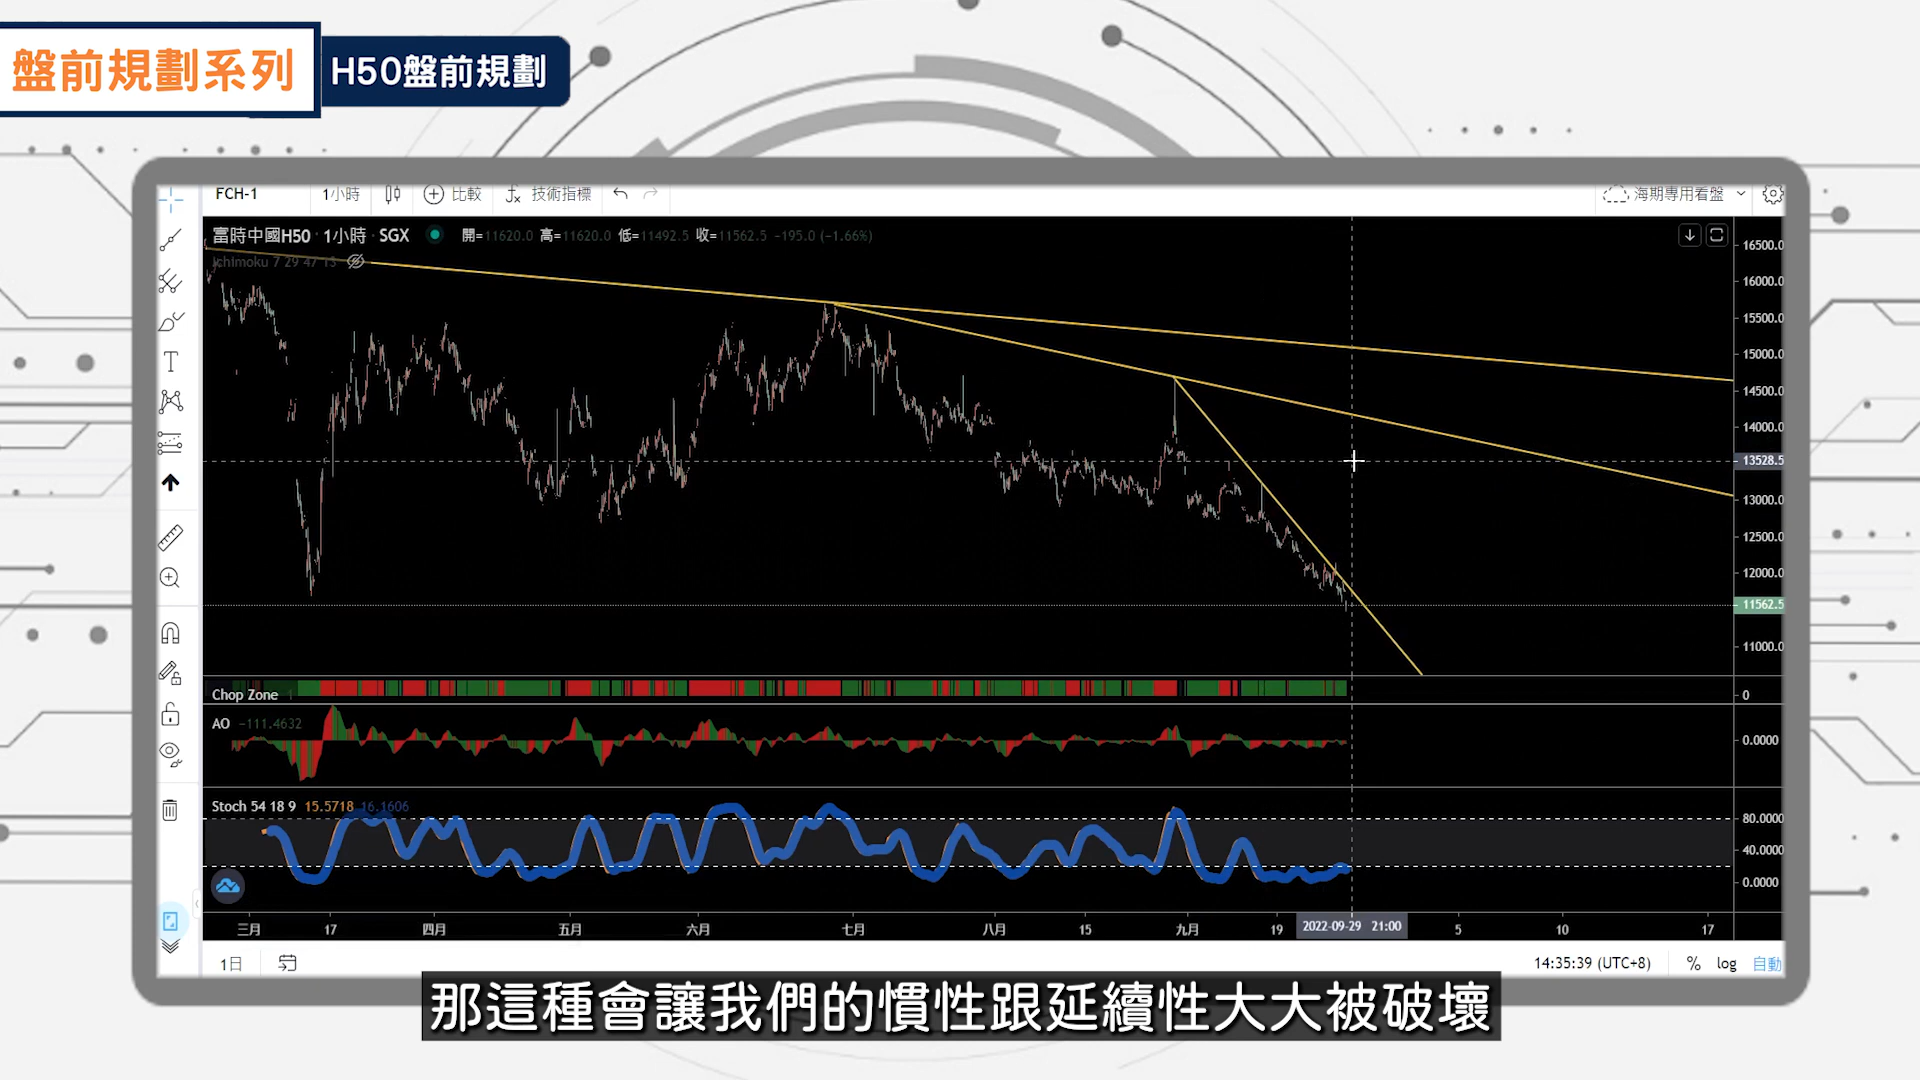 盤前規劃系列
H50盤前規劃
FCH-1 1小時 比較 技術指標 海期專用看盤
富時中國H50 · 1小時 · SGX 開=11620.0 高=11620.0 低=11492.5 收=11562.5 -195.0 (-1.66%)
Ichimoku 7 29 47 13
16500.0
16000.0
15500.0
15000.0
14500.0
14000.0
13528.5
13000.0
12500.0
12000.0
11562.5
11000.0
Chop Zone 1
0
AO -111.4632
0.0000
Stoch 54 18 9 15.5718 16.1606
80.0000
40.0000
0.0000
三月 17 四月 五月 六月 七月 八月 15 九月 19 2022-09-29 21:00 5 10 17
1日 14:35:39 (UTC+8) % log 自動
那這種會讓我們的慣性跟延續性大大被破壞